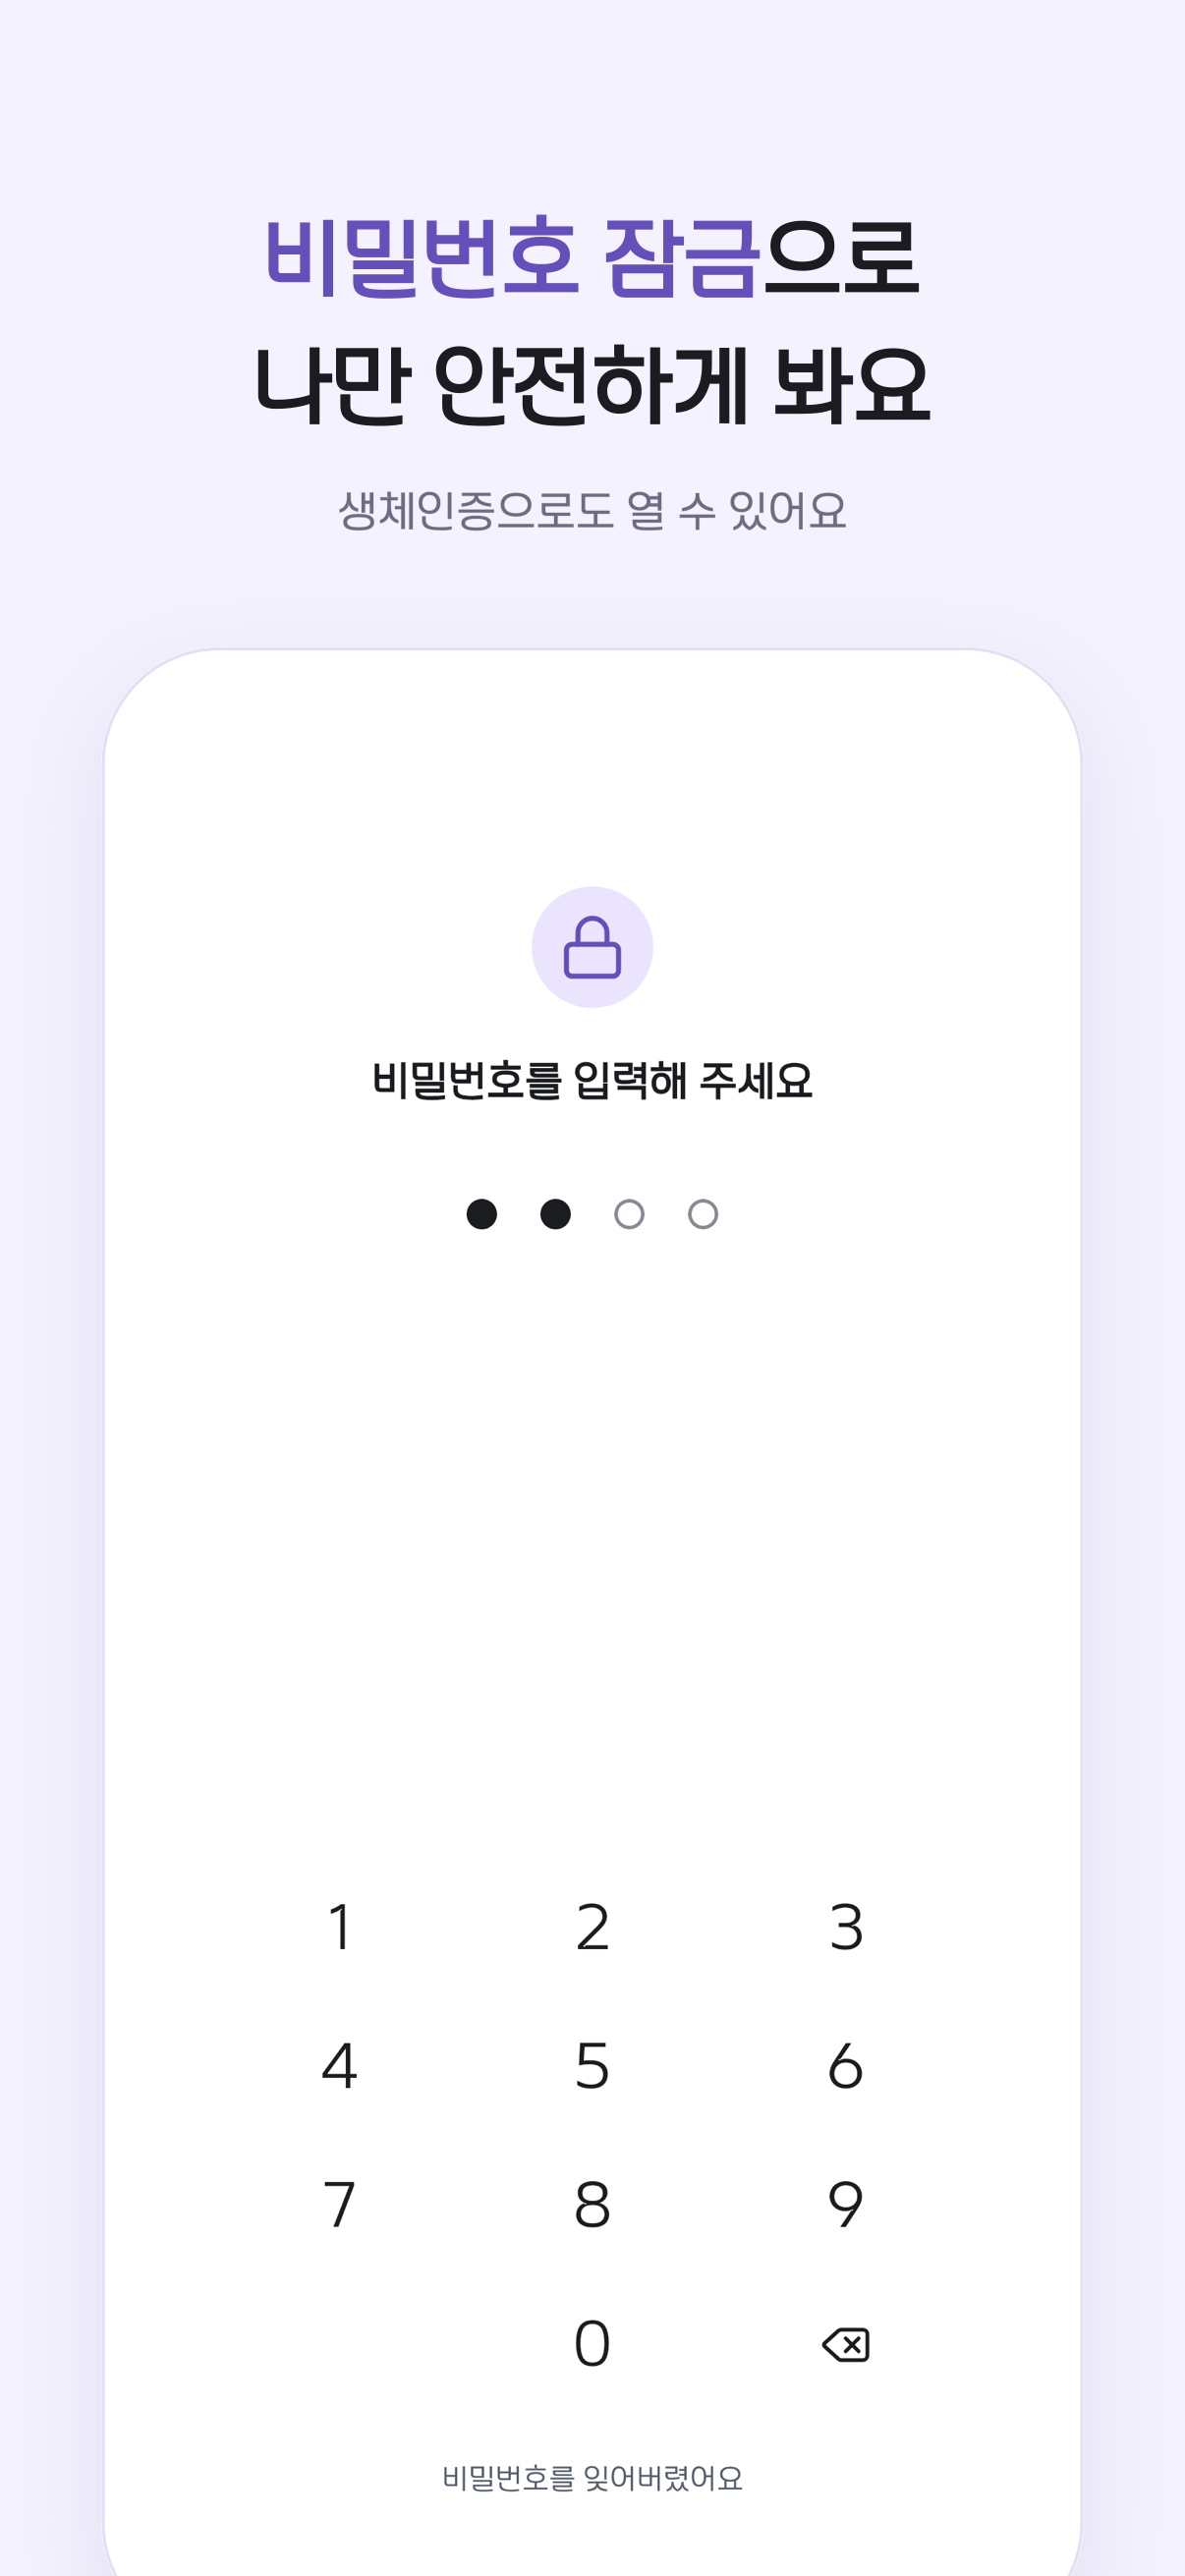 비밀번호 잠금으로
나만 안전하게 봐요
생체인증으로도 열 수 있어요
비밀번호를 입력해 주세요
1 2 3
4 5 6
7 8 9
0
비밀번호를 잊어버렸어요